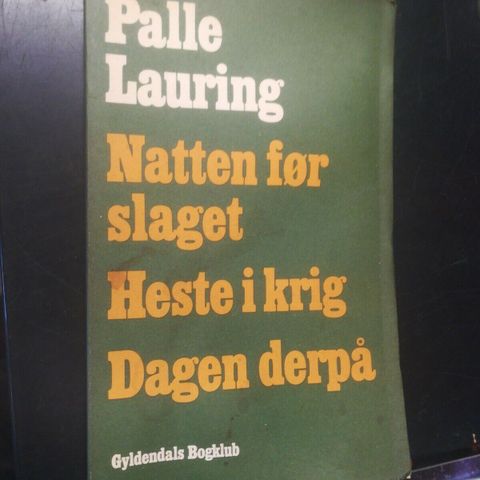 Palle
Lauring
Natten før
slaget
Heste i krig
Dagen derpå
Gyldendals Bogklub